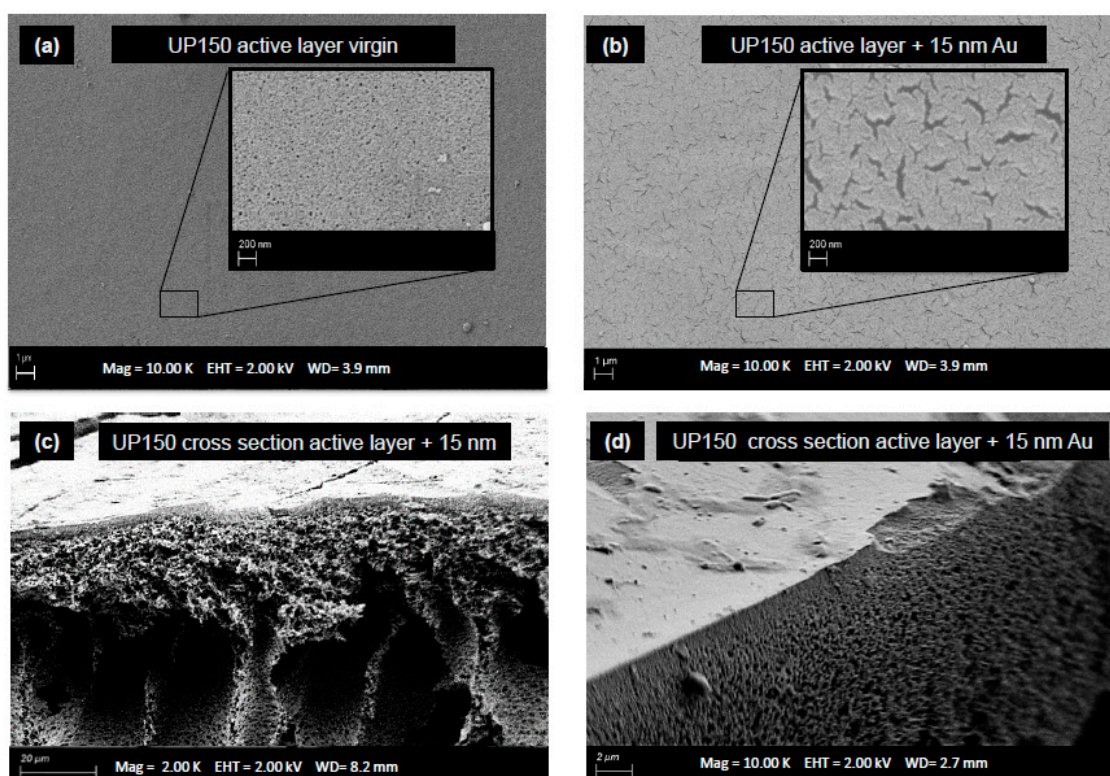 (a) UP150 active layer virgin
200 nm
1 µm Mag = 10.00 K EHT = 2.00 kV WD= 3.9 mm
(b) UP150 active layer + 15 nm Au
200 nm
1 µm Mag = 10.00 K EHT = 2.00 kV WD= 3.9 mm
(c) UP150 cross section active layer + 15 nm
20 µm Mag = 2.00 K EHT = 2.00 kV WD= 8.2 mm
(d) UP150 cross section active layer + 15 nm Au
2 µm Mag = 10.00 K EHT = 2.00 kV WD= 2.7 mm